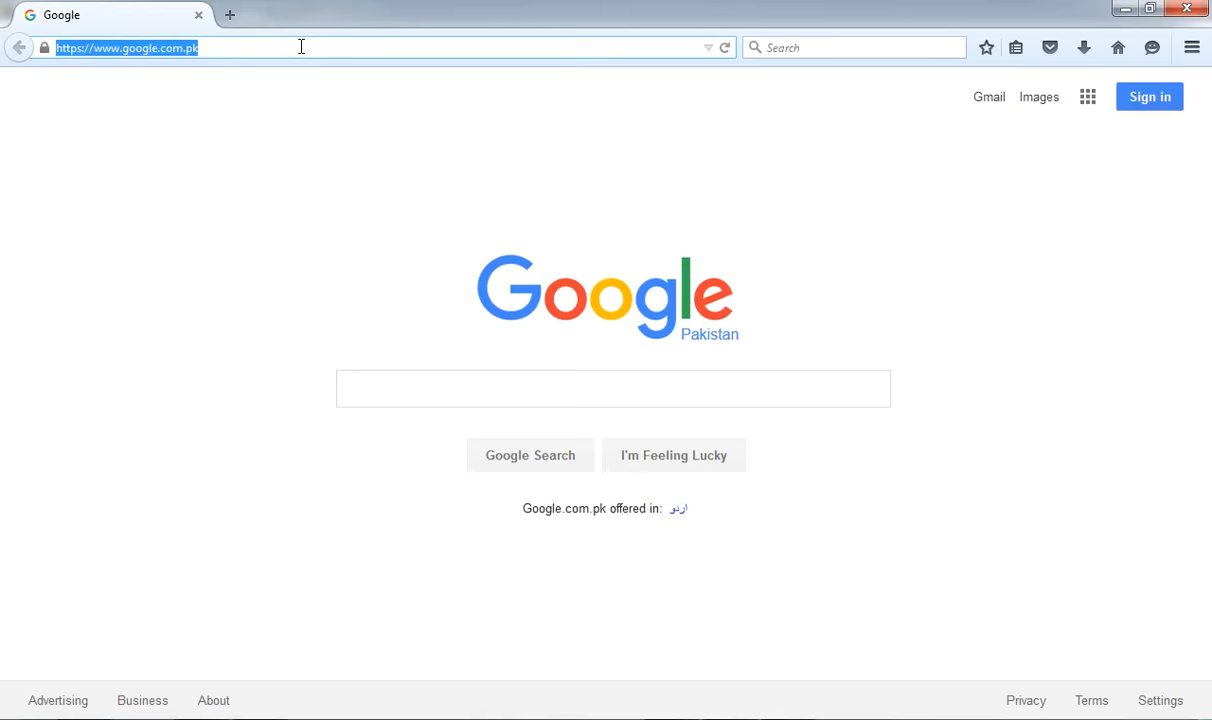 Google
https://www.google.com.pk
Search
Gmail Images Sign in
Google
Pakistan
Google Search I'm Feeling Lucky
Google.com.pk offered in: اردو
Advertising Business About Privacy Terms Settings